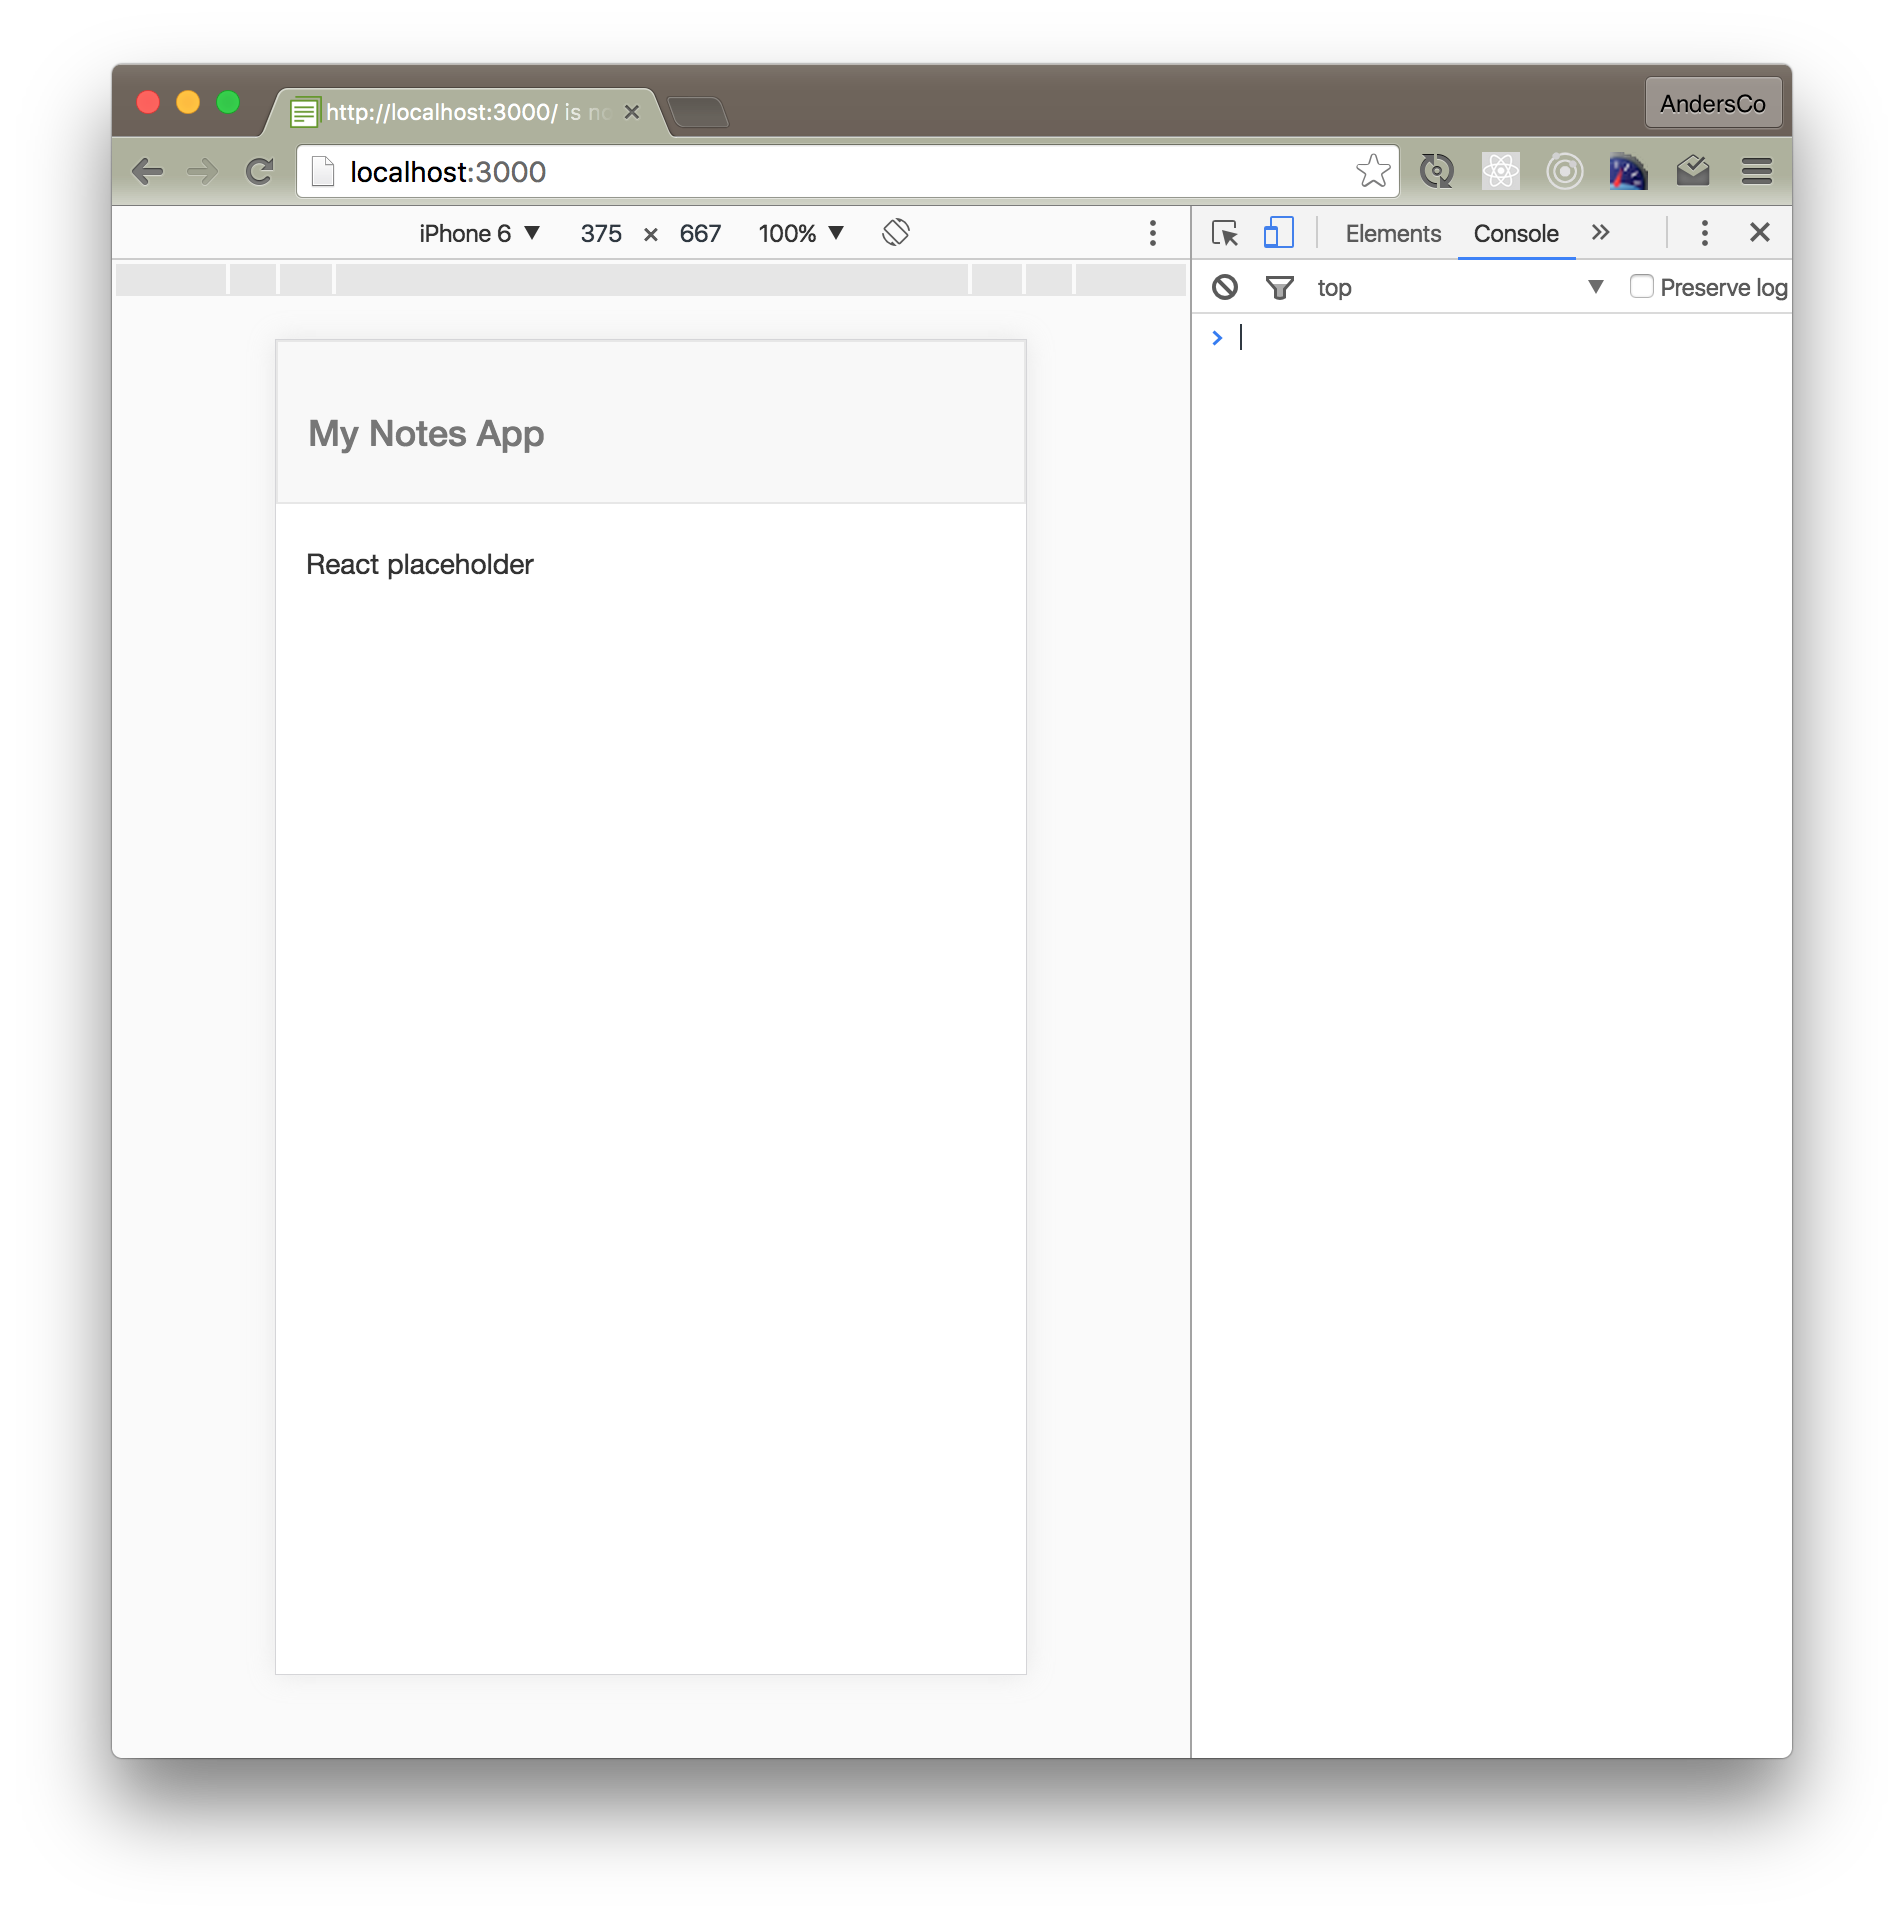 http://localhost:3000/ is no
AndersCo
localhost:3000
iPhone 6 375 × 667 100%
Elements Console
top Preserve log
My Notes App
React placeholder